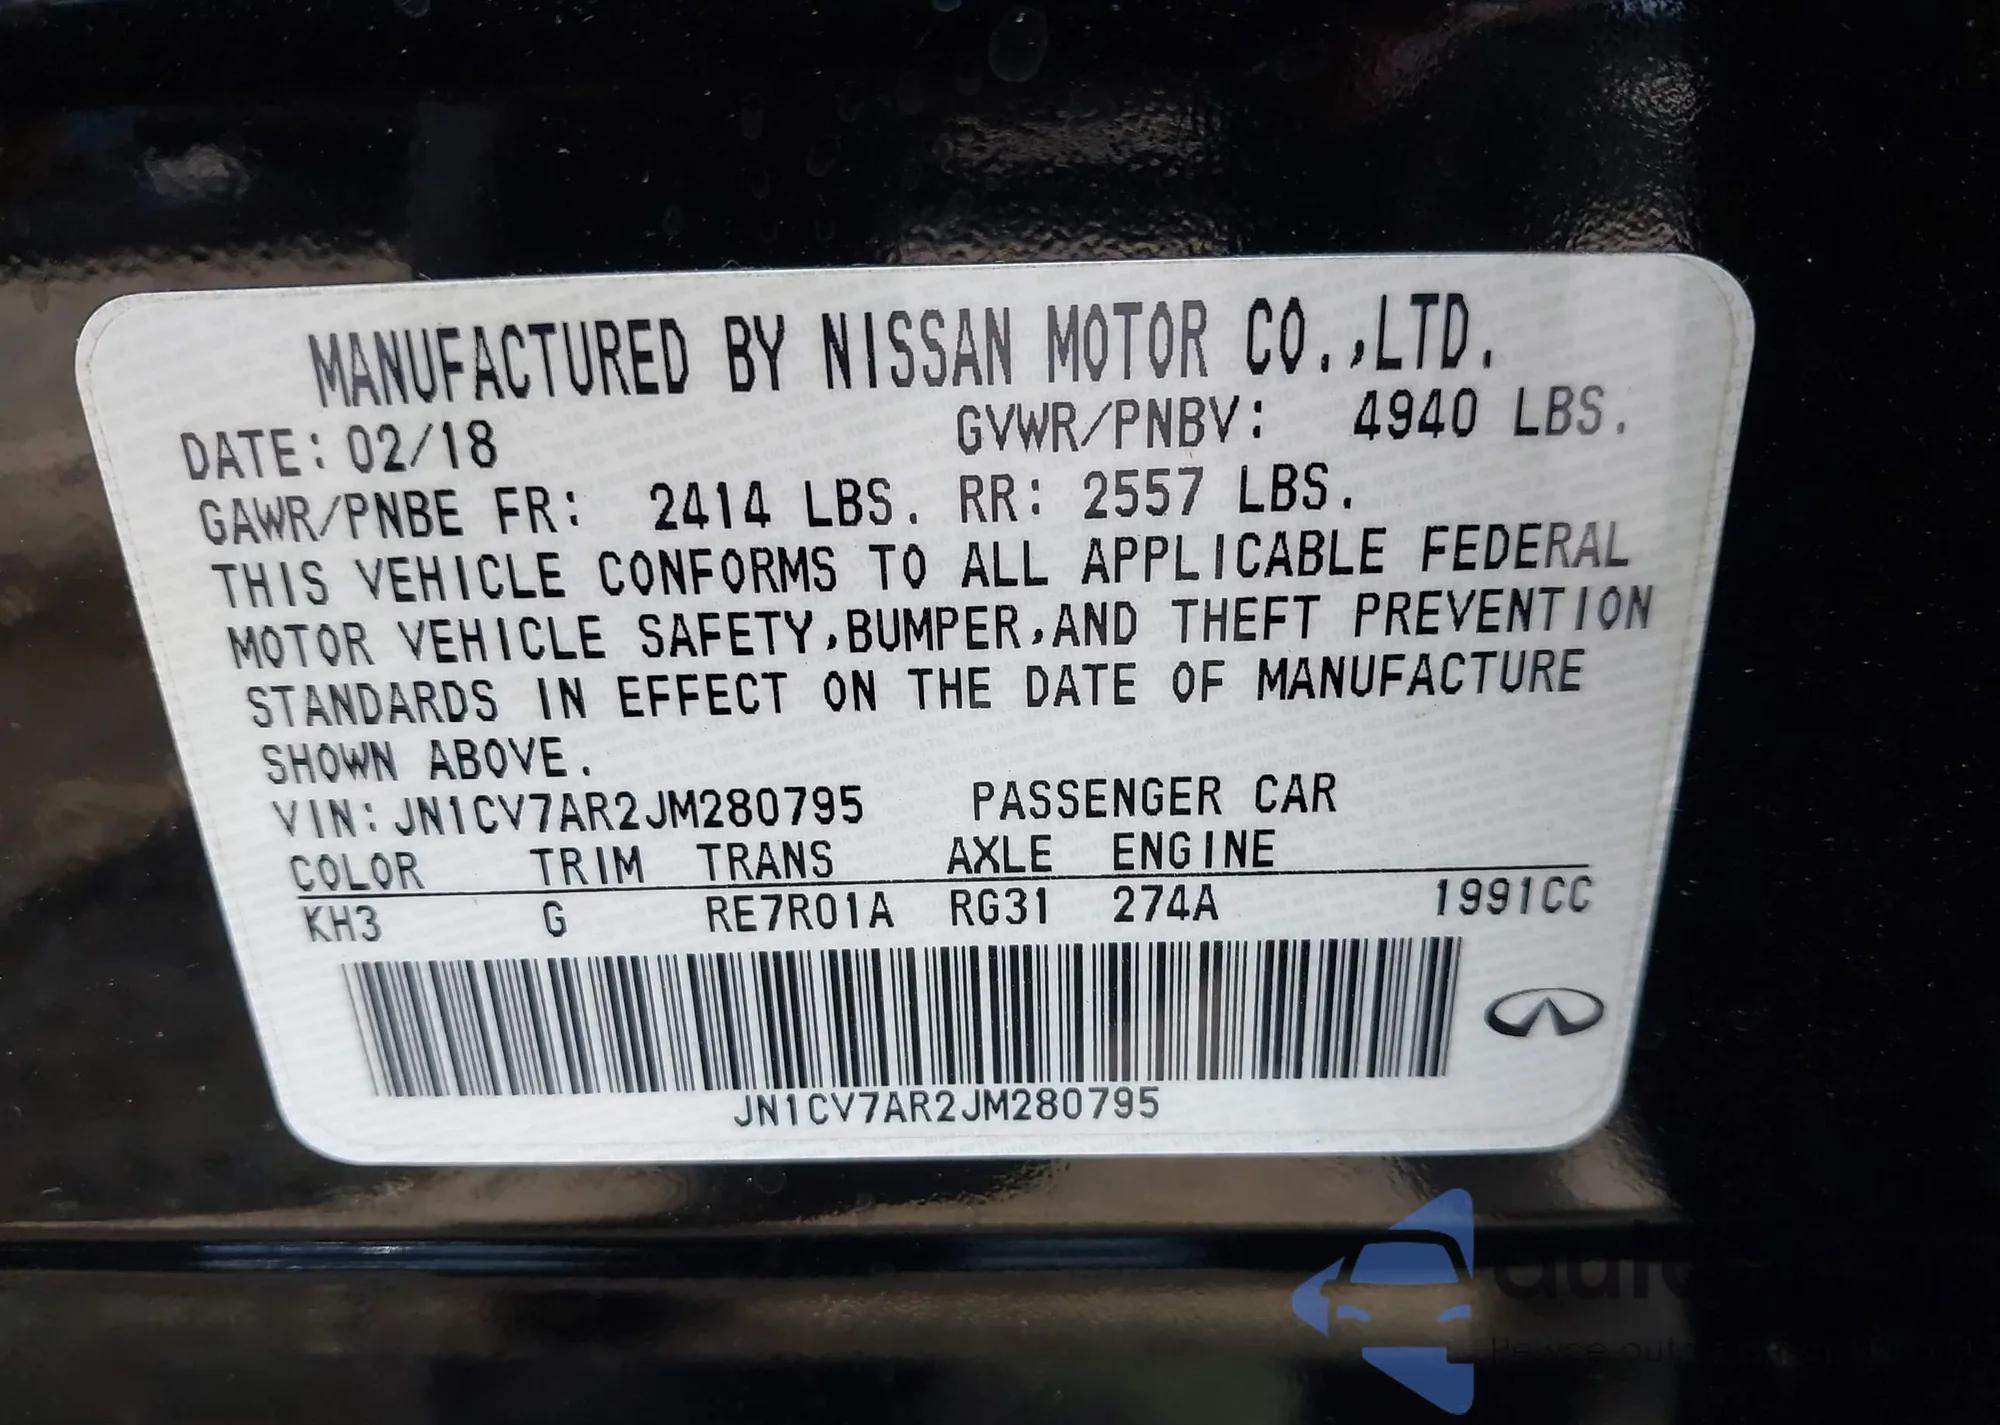 MANUFACTURED BY NISSAN MOTOR CO.,LTD.
DATE: 02/18 GVWR/PNBV: 4940 LBS.
GAWR/PNBE FR: 2414 LBS. RR: 2557 LBS.
THIS VEHICLE CONFORMS TO ALL APPLICABLE FEDERAL
MOTOR VEHICLE SAFETY,BUMPER,AND THEFT PREVENTION
STANDARDS IN EFFECT ON THE DATE OF MANUFACTURE
SHOWN ABOVE.
VIN: JN1CV7AR2JM280795 PASSENGER CAR
COLOR TRIM TRANS AXLE ENGINE
KH3 G RE7R01A RG31 274A 1991CC
JN1CV7AR2JM280795